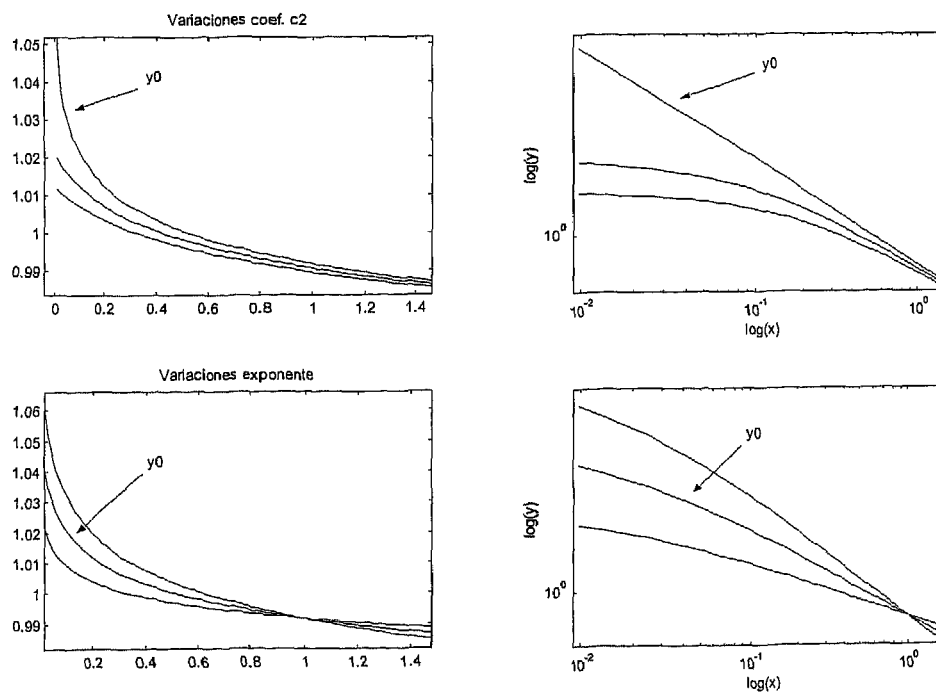 Variaciones coef. c2
1.05
1.04
1.03
1.02
1.01
1
0.99
0.98
y0
0 0.2 0.4 0.6 0.8 1 1.2 1.4
y0
log(y)
10^0
10^-2 10^-1 10^0
log(x)
Variaciones exponente
1.06
1.05
1.04
1.03
1.02
1.01
1
0.99
y0
0.2 0.4 0.6 0.8 1 1.2 1.4
y0
log(y)
10^0
10^-2 10^-1 10^0
log(x)